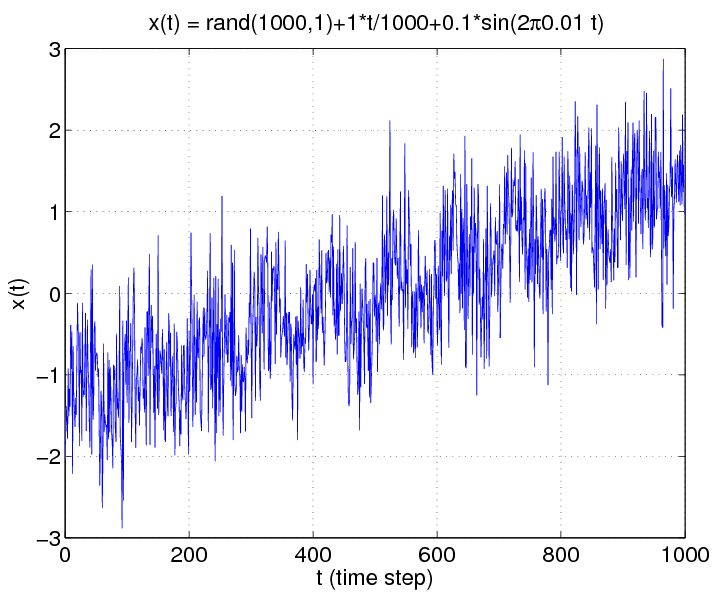 x(t) = rand(1000,1)+1*t/1000+0.1*sin(2π0.01 t)
3
2
1
0
−1
−2
−3
x(t)
0 200 400 600 800 1000
t (time step)